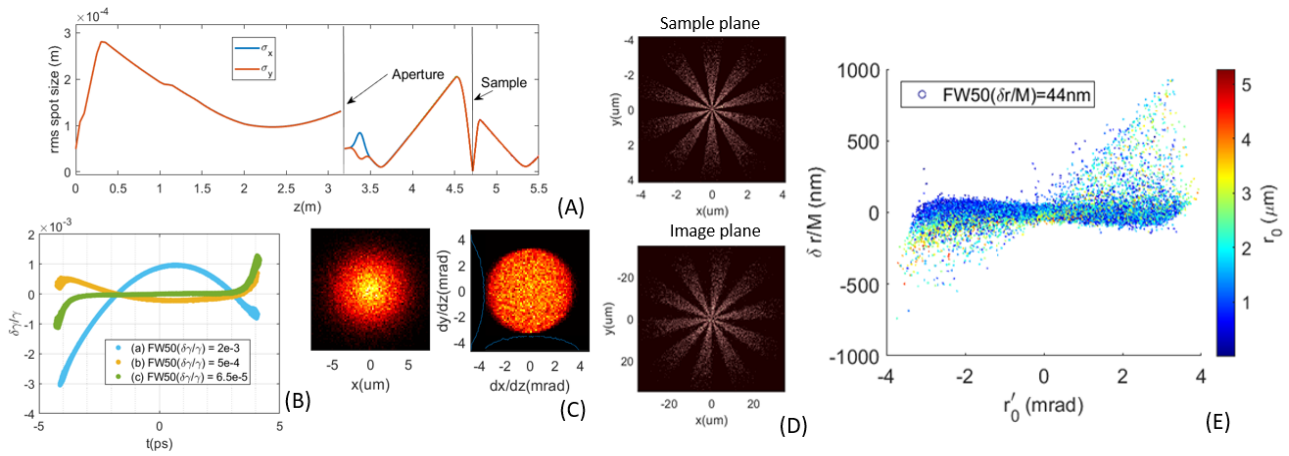 ×10⁻⁴
rms spot size (m)
3
2
1
0
σx
σy
Aperture
Sample
0 0.5 1 1.5 2 2.5 3 3.5 4 4.5 5 5.5
z(m)
(A)
×10⁻³
δγ/γ
2
1
0
-1
-2
-3
-4
(a) FW50(δγ/γ) = 2e-3
(b) FW50(δγ/γ) = 5e-4
(c) FW50(δγ/γ) = 6.5e-5
-5 0 5
t(ps)
(B)
-5 0 5
x(um)
dy/dz(mrad)
4
2
0
-2
-4
-4 -2 0 2 4
dx/dz(mrad)
(C)
Sample plane
y(um)
-4
-2
0
2
4
-4 -2 0 2 4
x(um)
Image plane
y(um)
-20
0
20
-20 0 20
x(um)
(D)
δ r/M (nm)
1000
500
0
-500
-1000
FW50(δr/M)=44nm
-4 -2 0 2 4
r′0 (mrad)
5
4
3
2
1
r0 (μm)
(E)